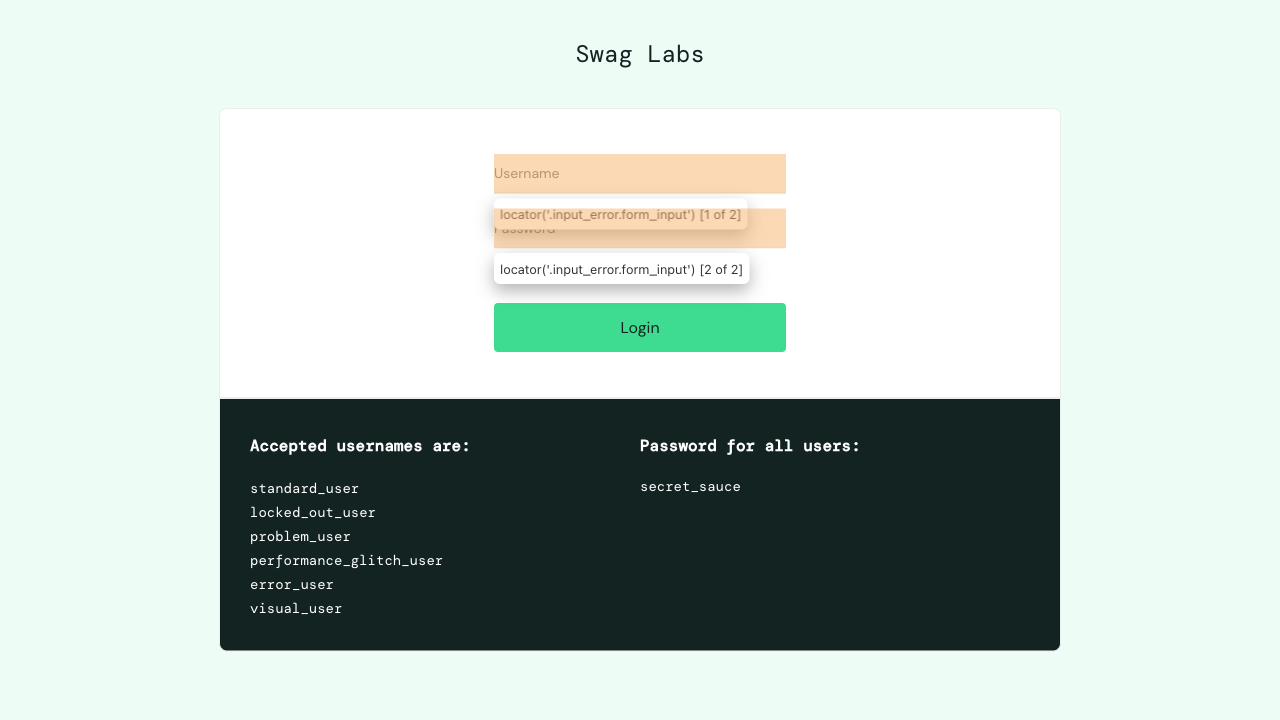 Swag Labs
Username
locator('.input_error.form_input') [1 of 2]
Password
locator('.input_error.form_input') [2 of 2]
Login
Accepted usernames are:
standard_user
locked_out_user
problem_user
performance_glitch_user
error_user
visual_user
Password for all users:
secret_sauce